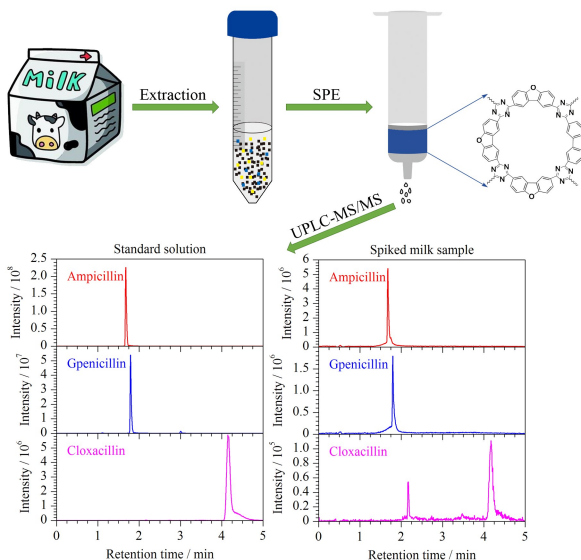 MilK
Extraction
SPE
O
N N
N
N N
N
O
O
N N
N
N N
N
O
UPLC-MS/MS
Standard solution
Spiked milk sample
Intensity / 10^8
2.5
2.0
1.5
1.0
0.5
0.0
Ampicillin
Intensity / 10^6
6
5
4
3
2
1
0
Ampicillin
Intensity / 10^7
5
4
3
2
1
0
Gpenicillin
Intensity / 10^6
1.5
1.0
0.5
0.0
Gpenicillin
Intensity / 10^6
5
4
3
2
1
0
Cloxacillin
Intensity / 10^5
1.0
0.8
0.6
0.4
0.2
0.0
Cloxacillin
0 1 2 3 4 5
Retention time / min
0 1 2 3 4 5
Retention time / min